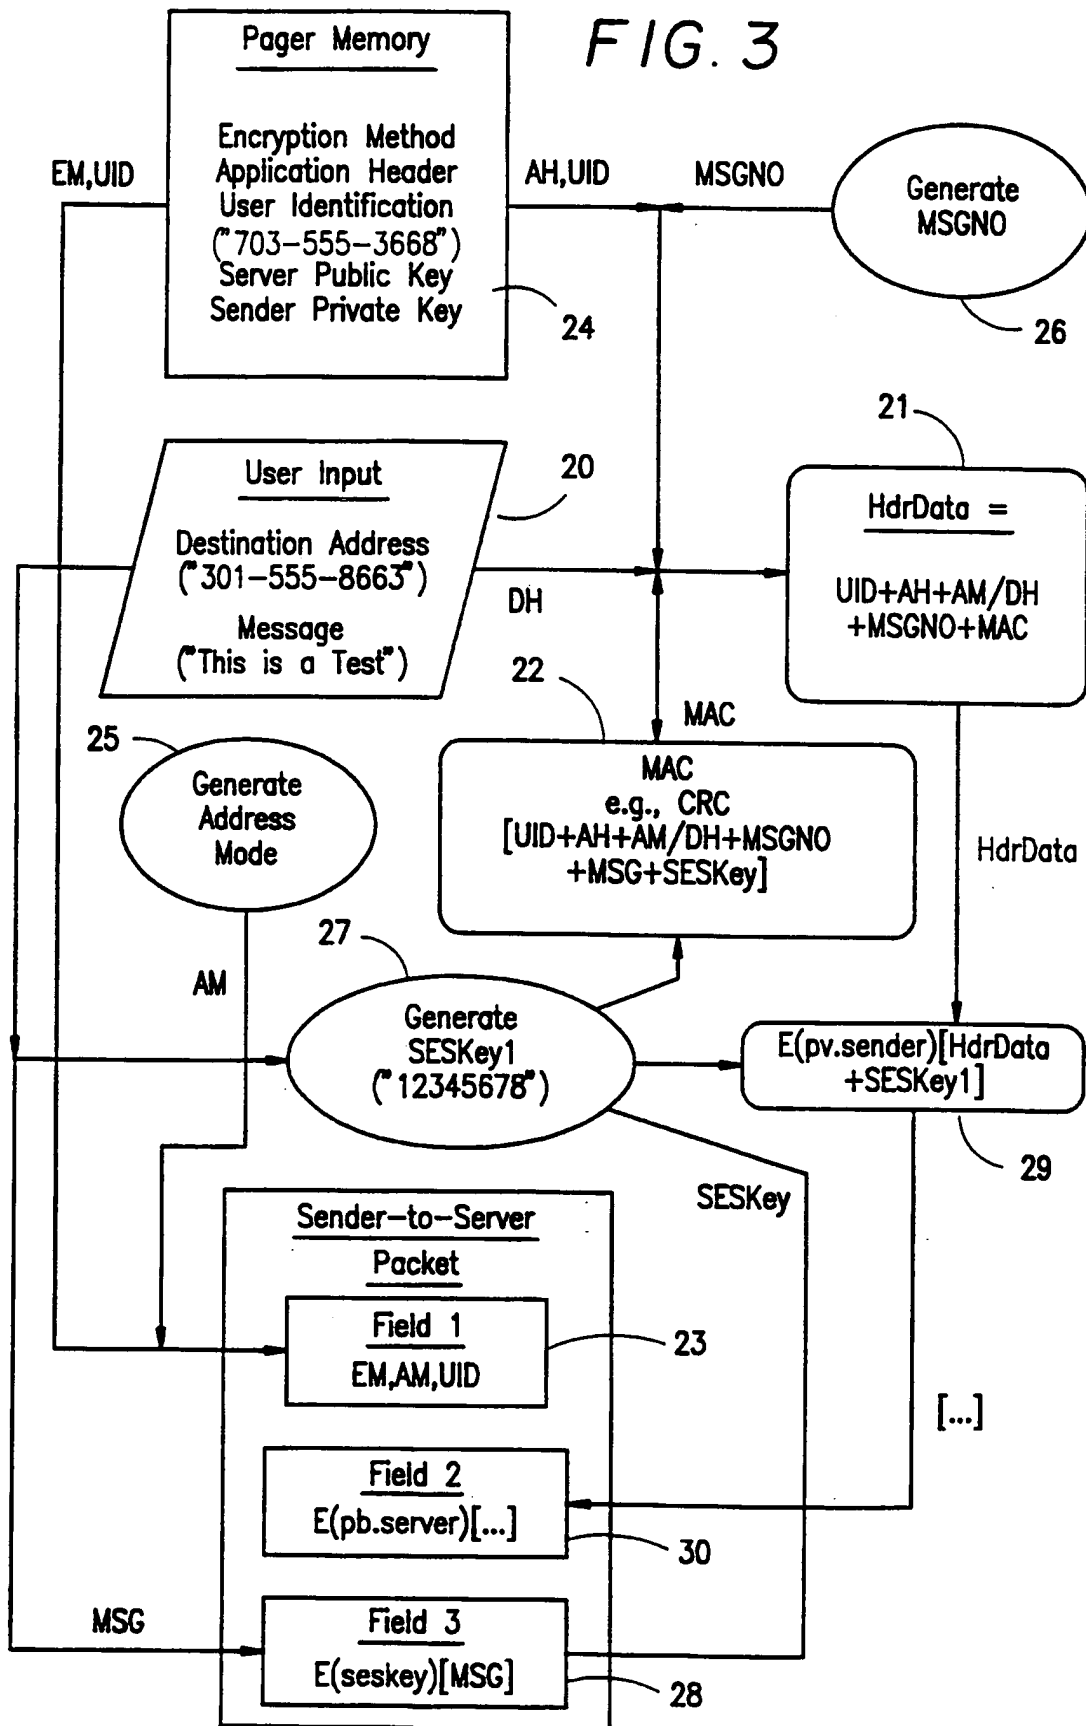 FIG. 3
Pager Memory
Encryption Method
Application Header
User Identification
("703-555-3668")
Server Public Key
Sender Private Key
24
EM,UID
AH,UID
MSGNO
Generate
MSGNO
26
User Input
Destination Address
("301-555-8663")
Message
("This is a Test")
20
DH
21
HdrData =
UID+AH+AM/DH
+MSGNO+MAC
22
MAC
MAC
e.g., CRC
[UID+AH+AM/DH+MSGNO
+MSG+SESKey]
HdrData
25
Generate
Address
Mode
AM
27
Generate
SESKey1
("12345678")
E(pv.sender)[HdrData
+SESKey1]
29
SESKey
Sender-to-Server
Packet
Field 1
EM,AM,UID
23
[...]
Field 2
E(pb.server)[...]
30
MSG
Field 3
E(seskey)[MSG]
28